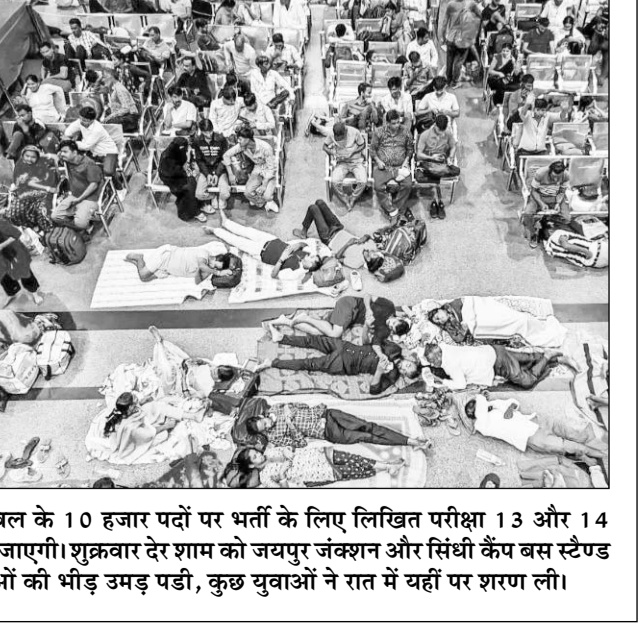 बल के 10 हजार पदों पर भर्ती के लिए लिखित परीक्षा 13 और 14
जाएगी। शुक्रवार देर शाम को जयपुर जंक्शन और सिंधी कैंप बस स्टैण्ड
ओं की भीड़ उमड़ पडी, कुछ युवाओं ने रात में यहीं पर शरण ली।